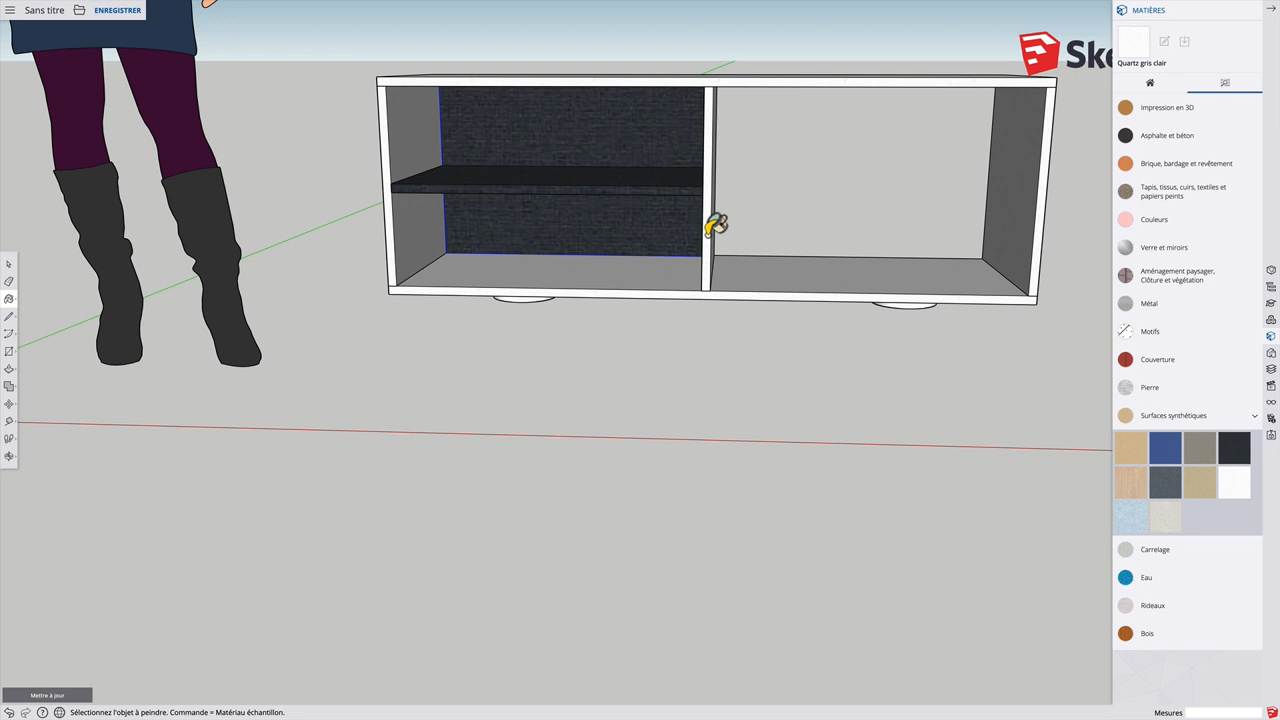 Sans titre
ENREGISTRER
MATIÈRES
Ske
Quartz gris clair
Impression en 3D
Asphalte et béton
Brique, bardage et revêtement
Tapis, tissus, cuirs, textiles et
papiers peints
Couleurs
Verre et miroirs
Aménagement paysager,
Clôture et végétation
Métal
Motifs
Couverture
Pierre
Surfaces synthétiques
Carrelage
Eau
Rideaux
Bois
Mettre à jour
Sélectionnez l'objet à peindre. Commande = Matériau échantillon.
Mesures